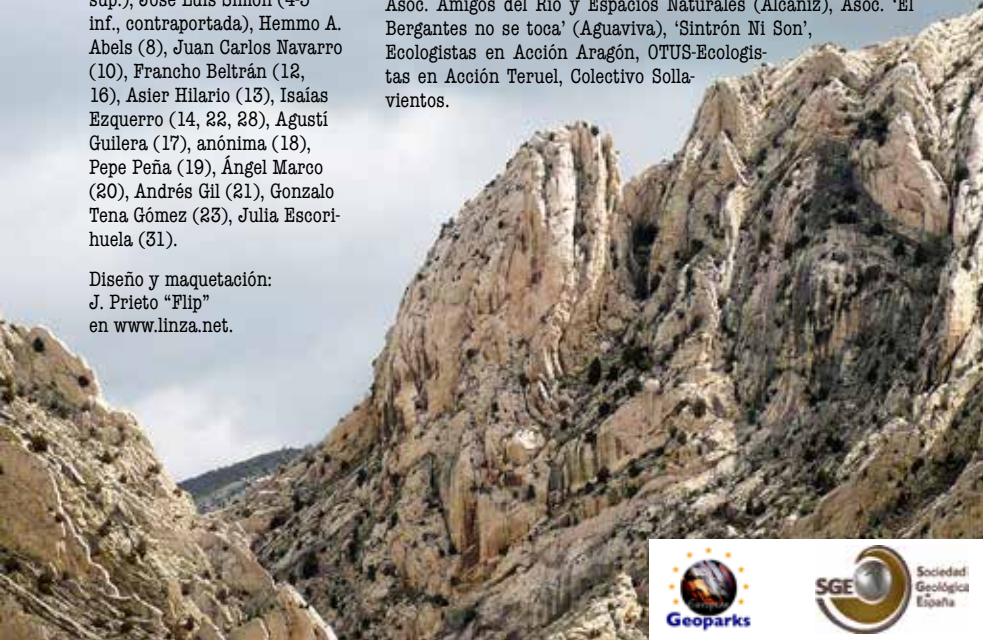 sup.), José Luis Simón (4-5
inf., contraportada), Hemmo A.
Abels (8), Juan Carlos Navarro
(10), Francho Beltrán (12,
16), Asier Hilario (13), Isaías
Ezquerro (14, 22, 28), Agustí
Guilera (17), anónima (18),
Pepe Peña (19), Ángel Marco
(20), Andrés Gil (21), Gonzalo
Tena Gómez (23), Julia Escori-
huela (31).
Diseño y maquetación:
J. Prieto “Flip”
en www.linza.net.
Asoc. Amigos del Río y Espacios Naturales (Alcañiz), Asoc. ‘El
Bergantes no se toca’ (Aguaviva), ‘Sintrón Ni Son’,
Ecologistas en Acción Aragón, OTUS-Ecologis-
tas en Acción Teruel, Colectivo Solla-
vientos.
Geoparks
SGE
Sociedad
Geológica
España